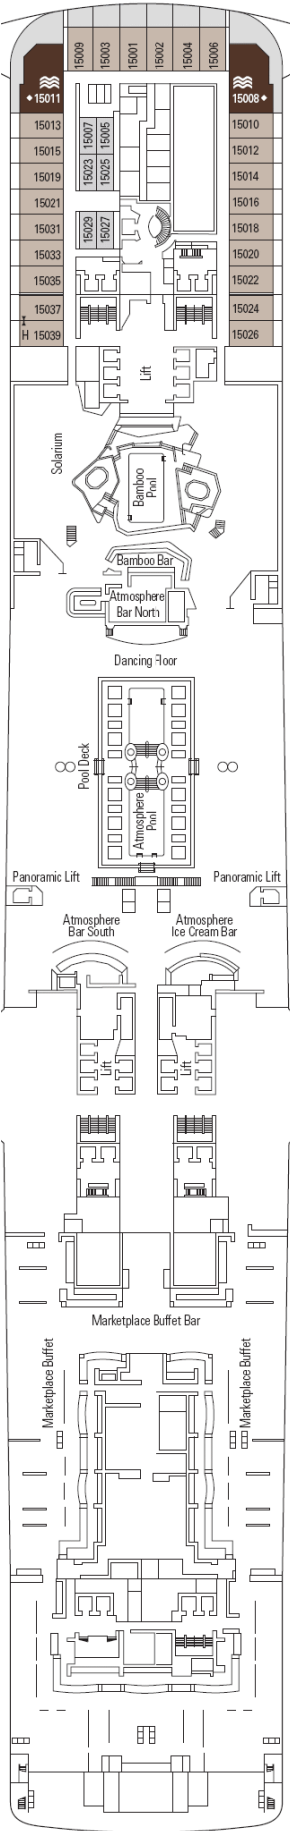 15009
15003
15001
15002
15004
15006
15011
15008
15013
15007
15005
15010
15015
15023
15025
15012
15019
15014
15021
15016
15031
15029
15027
15018
15033
15020
15035
15022
15037
15024
H 15039
15026
Lift
Solarium
Bamboo
Pool
Bamboo Bar
Atmosphere
Bar North
Dancing Floor
Pool Deck
Atmosphere
Pool
Panoramic Lift
Panoramic Lift
Atmosphere
Bar South
Atmosphere
Ice Cream Bar
Lift
Lift
Marketplace Buffet Bar
Marketplace Buffet
Marketplace Buffet